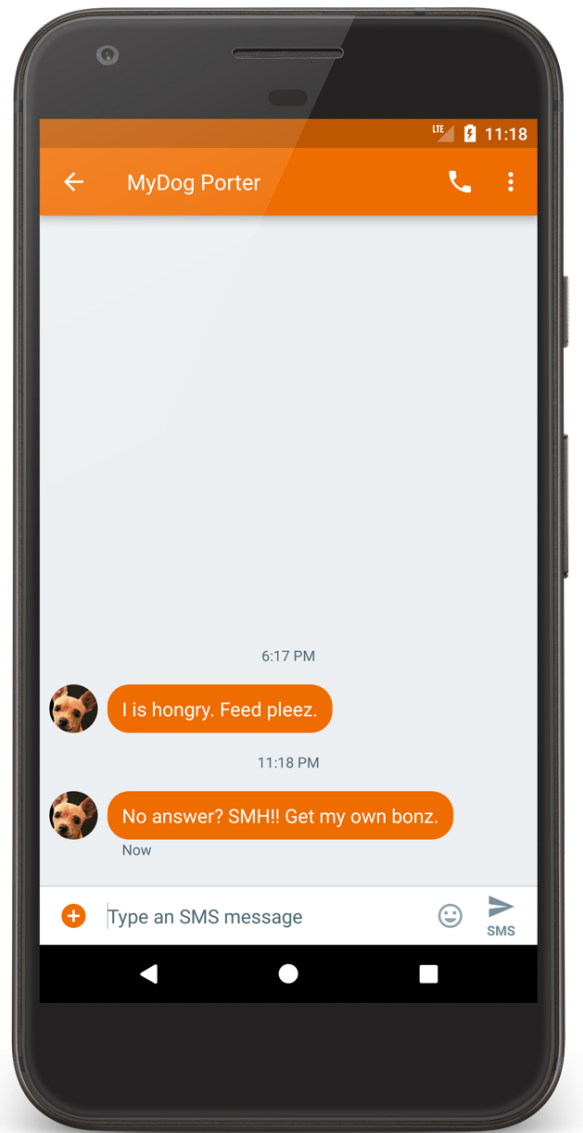 LTE 11:18
MyDog Porter
6:17 PM
I is hongry. Feed pleez.
11:18 PM
No answer? SMH!! Get my own bonz.
Now
Type an SMS message
SMS